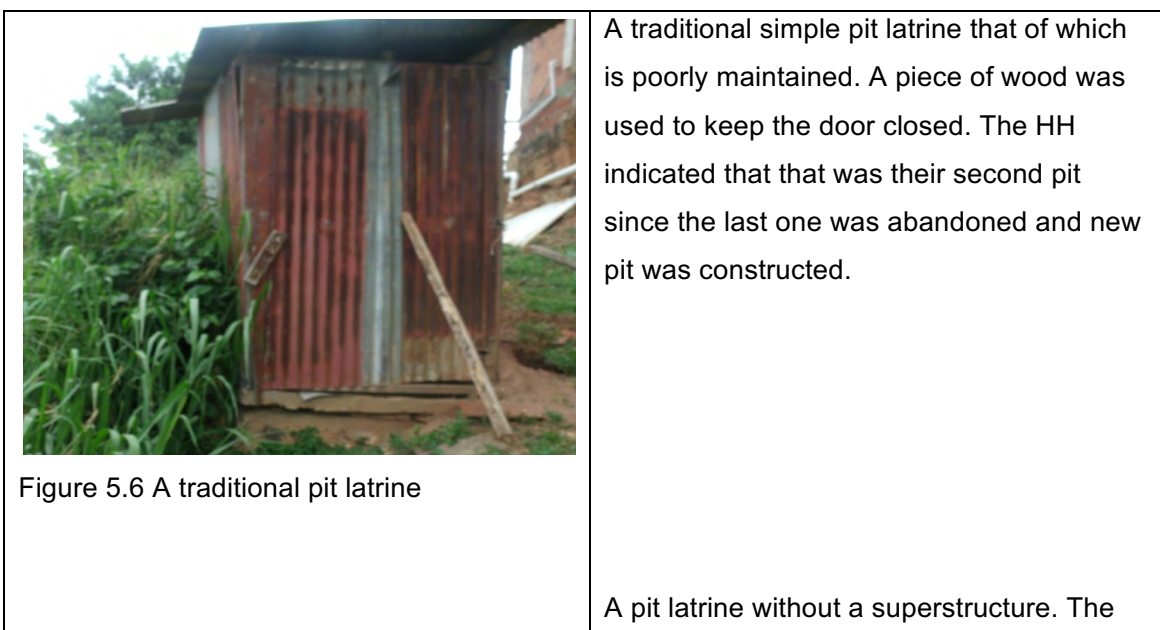 A traditional simple pit latrine that of which
is poorly maintained. A piece of wood was
used to keep the door closed. The HH
indicated that that was their second pit
since the last one was abandoned and new
pit was constructed.
Figure 5.6 A traditional pit latrine
A pit latrine without a superstructure. The